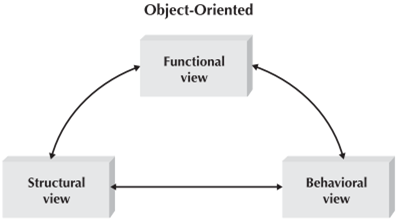 Object-Oriented
Functional
view
Structural
view
Behavioral
view